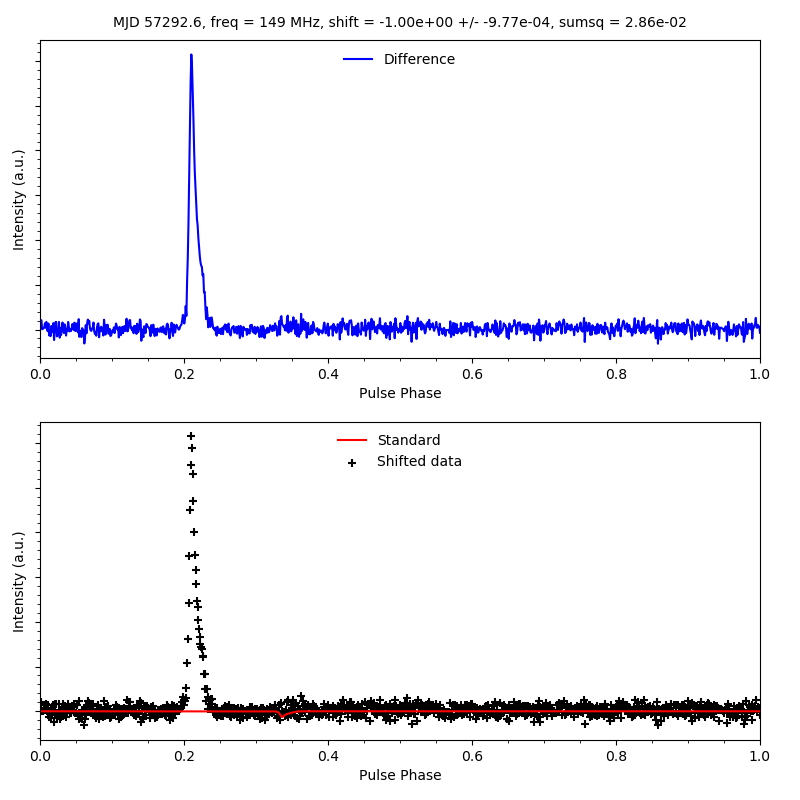 MJD 57292.6, freq = 149 MHz, shift = -1.00e+00 +/- -9.77e-04, sumsq = 2.86e-02
Difference
Intensity (a.u.)
0.0 0.2 0.4 0.6 0.8 1.0
Pulse Phase
Standard
Shifted data
Intensity (a.u.)
0.0 0.2 0.4 0.6 0.8 1.0
Pulse Phase